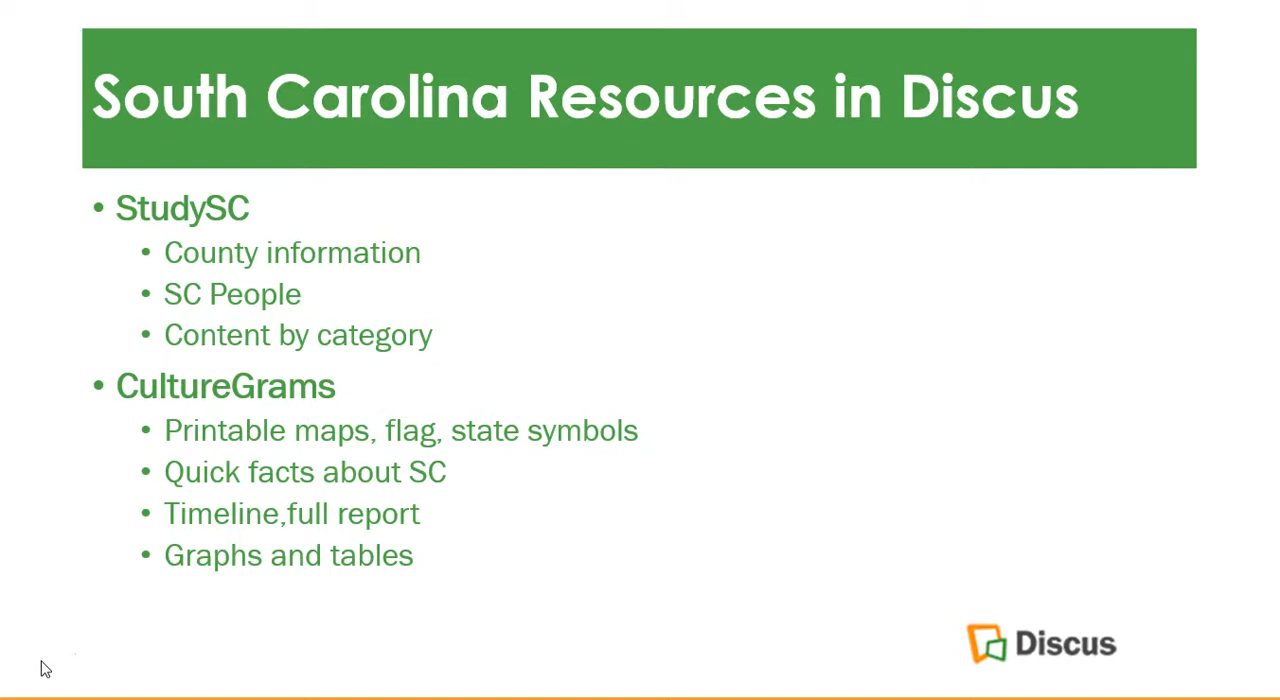 South Carolina Resources in Discus
• StudySC
• County information
• SC People
• Content by category
• CultureGrams
• Printable maps, flag, state symbols
• Quick facts about SC
• Timeline,full report
• Graphs and tables
Discus